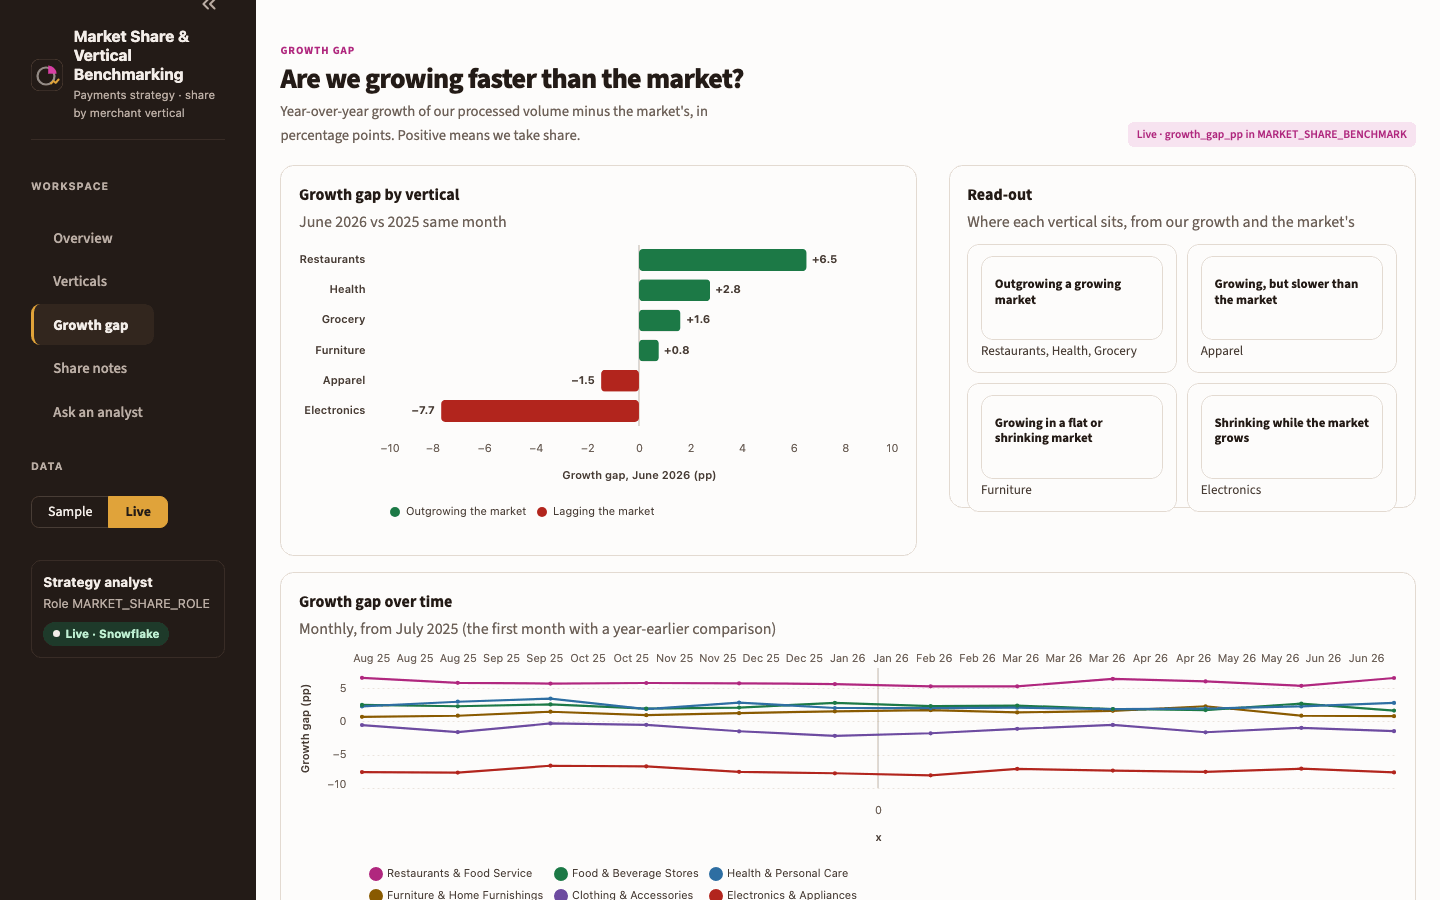 Market Share &
Vertical
Benchmarking
Payments strategy · share
by merchant vertical
WORKSPACE
Overview
Verticals
Growth gap
Share notes
Ask an analyst
DATA
Sample
Live
Strategy analyst
Role MARKET_SHARE_ROLE
Live · Snowflake
GROWTH GAP
Are we growing faster than the market?
Year-over-year growth of our processed volume minus the market's, in
percentage points. Positive means we take share.
Live · growth_gap_pp in MARKET_SHARE_BENCHMARK
Growth gap by vertical
June 2026 vs 2025 same month
Restaurants +6.5
Health +2.8
Grocery +1.6
Furniture +0.8
Apparel −1.5
Electronics −7.7
−10 −8 −6 −4 −2 0 2 4 6 8 10
Growth gap, June 2026 (pp)
Outgrowing the market Lagging the market
Read-out
Where each vertical sits, from our growth and the market's
Outgrowing a growing
market
Restaurants, Health, Grocery
Growing, but slower than
the market
Apparel
Growing in a flat or
shrinking market
Furniture
Shrinking while the market
grows
Electronics
Growth gap over time
Monthly, from July 2025 (the first month with a year-earlier comparison)
Aug 25 Aug 25 Aug 25 Sep 25 Sep 25 Oct 25 Oct 25 Nov 25 Nov 25 Dec 25 Dec 25 Jan 26 Jan 26 Feb 26 Feb 26 Mar 26 Mar 26 Mar 26 Apr 26 Apr 26 May 26 May 26 Jun 26 Jun 26
Growth gap (pp)
5
0
−5
−10
0
x
Restaurants & Food Service Food & Beverage Stores Health & Personal Care
Furniture & Home Furnishings Clothing & Accessories Electronics & Appliances